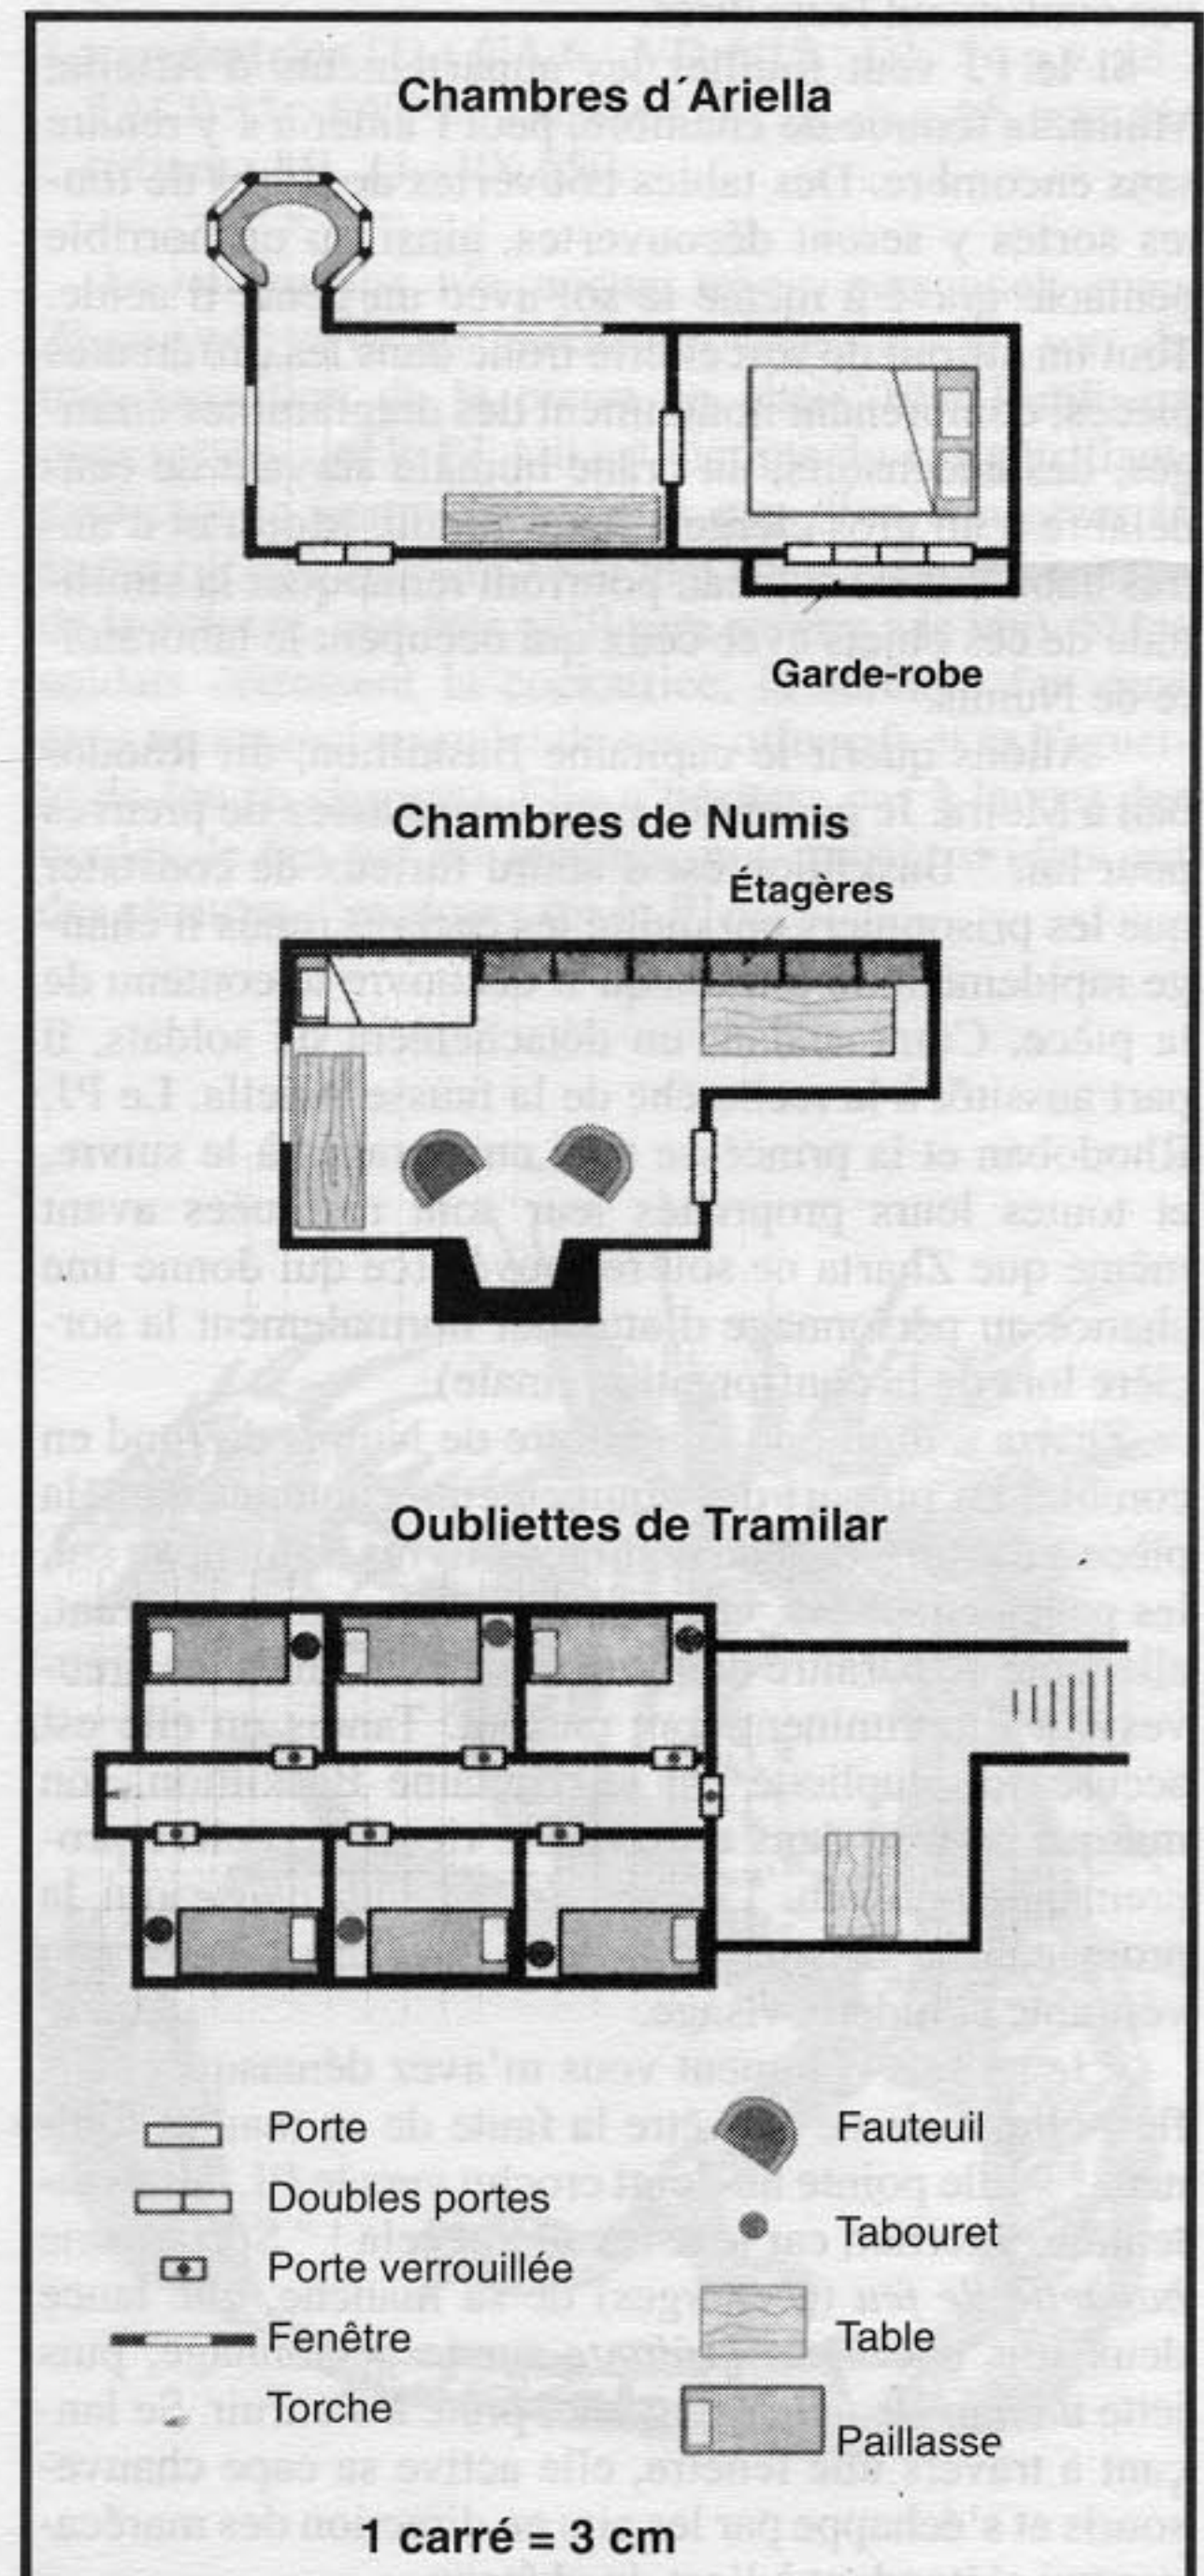 Chambres d´Ariella
Garde-robe
Chambres de Numis
Étagères
Oubliettes de Tramilar
Porte
Doubles portes
Porte verrouillée
Fenêtre
Torche
Fauteuil
Tabouret
Table
Paillasse
1 carré = 3 cm